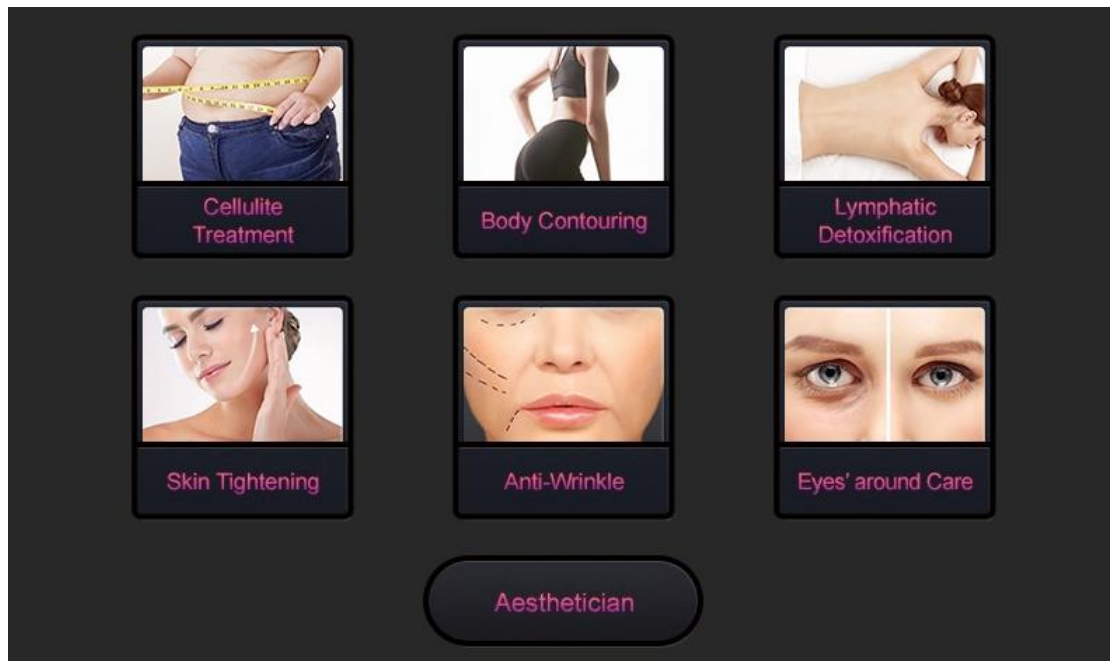 Cellulite
Treatment
Body Contouring
Lymphatic
Detoxification
Skin Tightening
Anti-Wrinkle
Eyes' around Care
Aesthetician